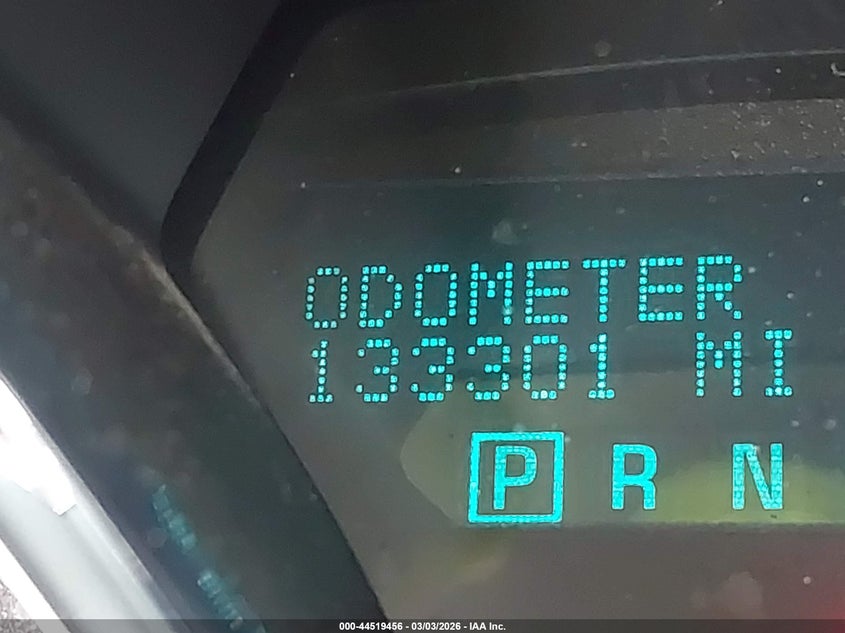 ODOMETER
133301 MI
P R N
000-44519456 - 03/03/2026 - IAA Inc.